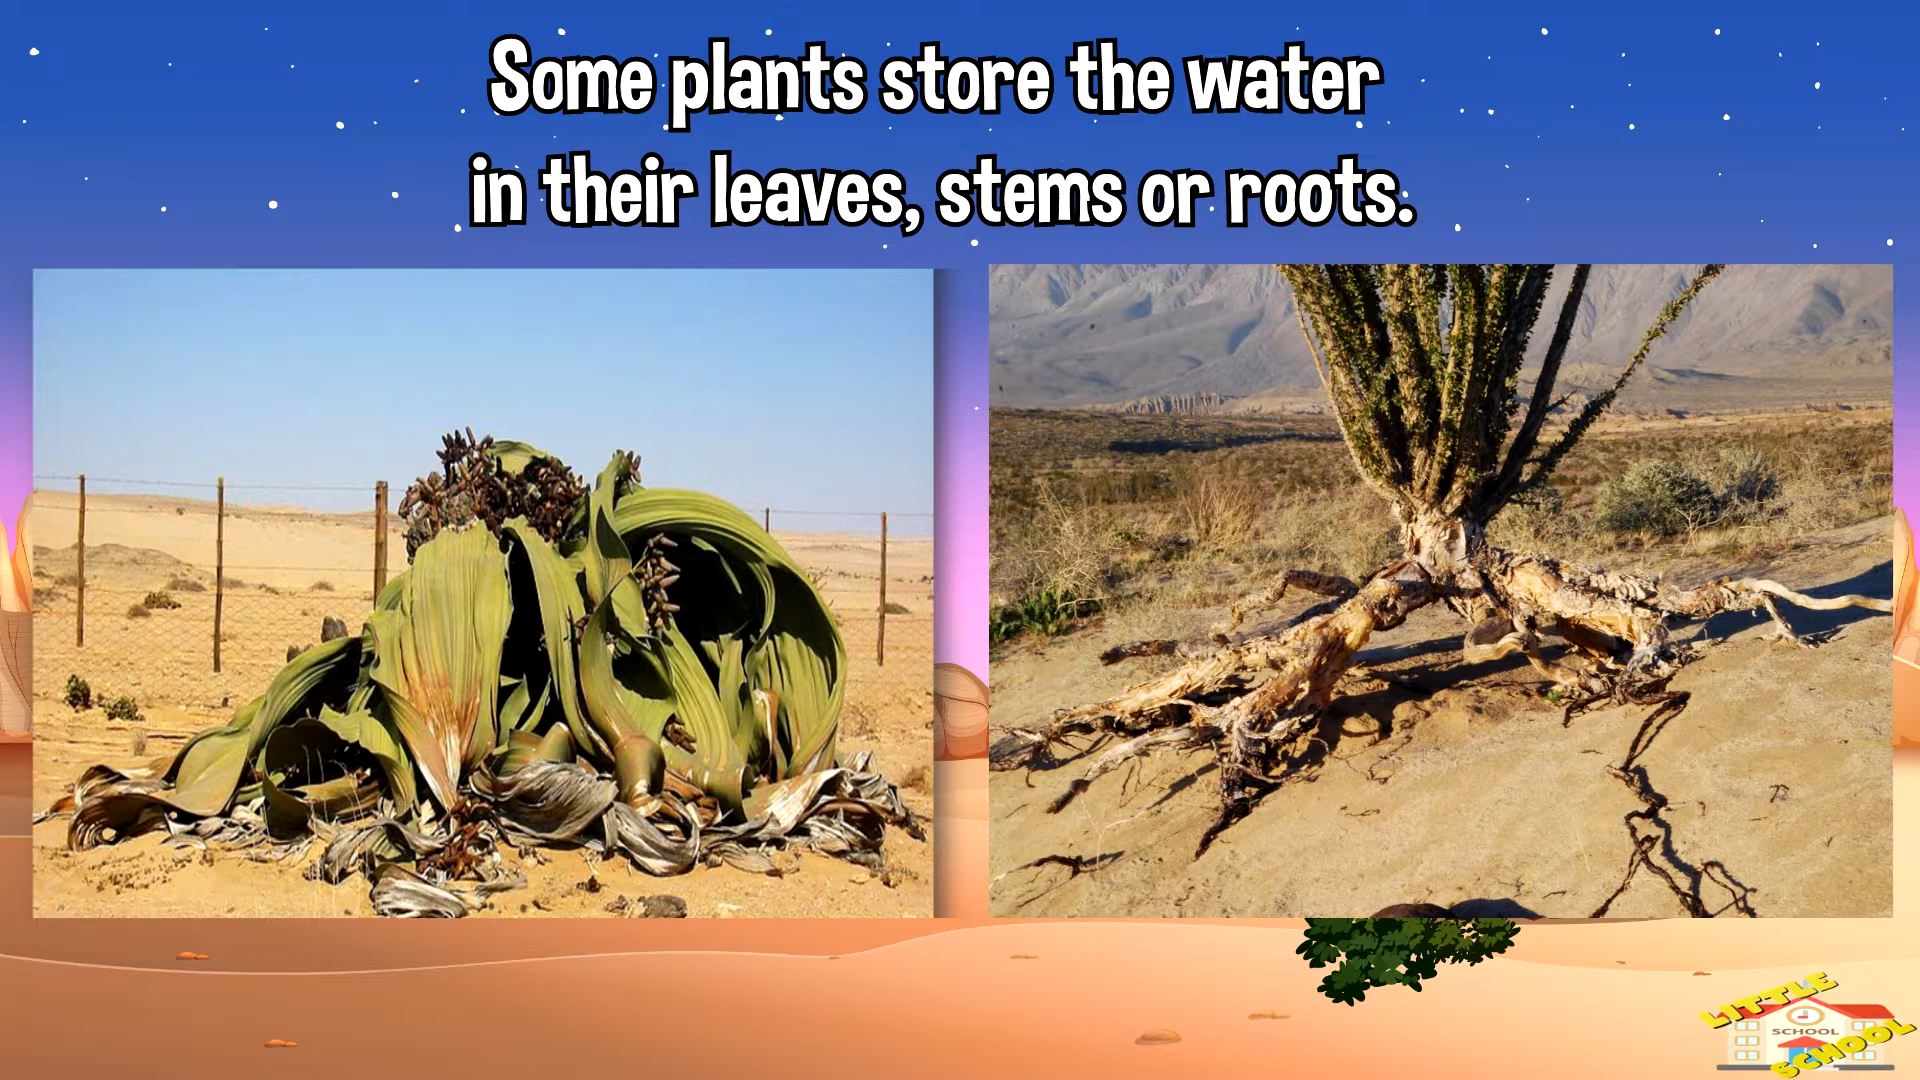 Some plants store the water
in their leaves, stems or roots.
LITTLE
SCHOOL
SCHOOL